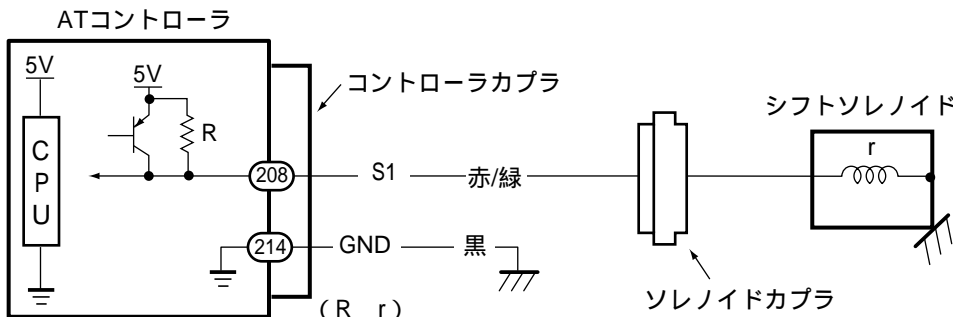 ATコントローラ
5V
5V
R
CPU
コントローラカプラ
208
S1
赤/緑
214
GND
黒
(R r)
シフトソレノイド
r
ソレノイドカプラ